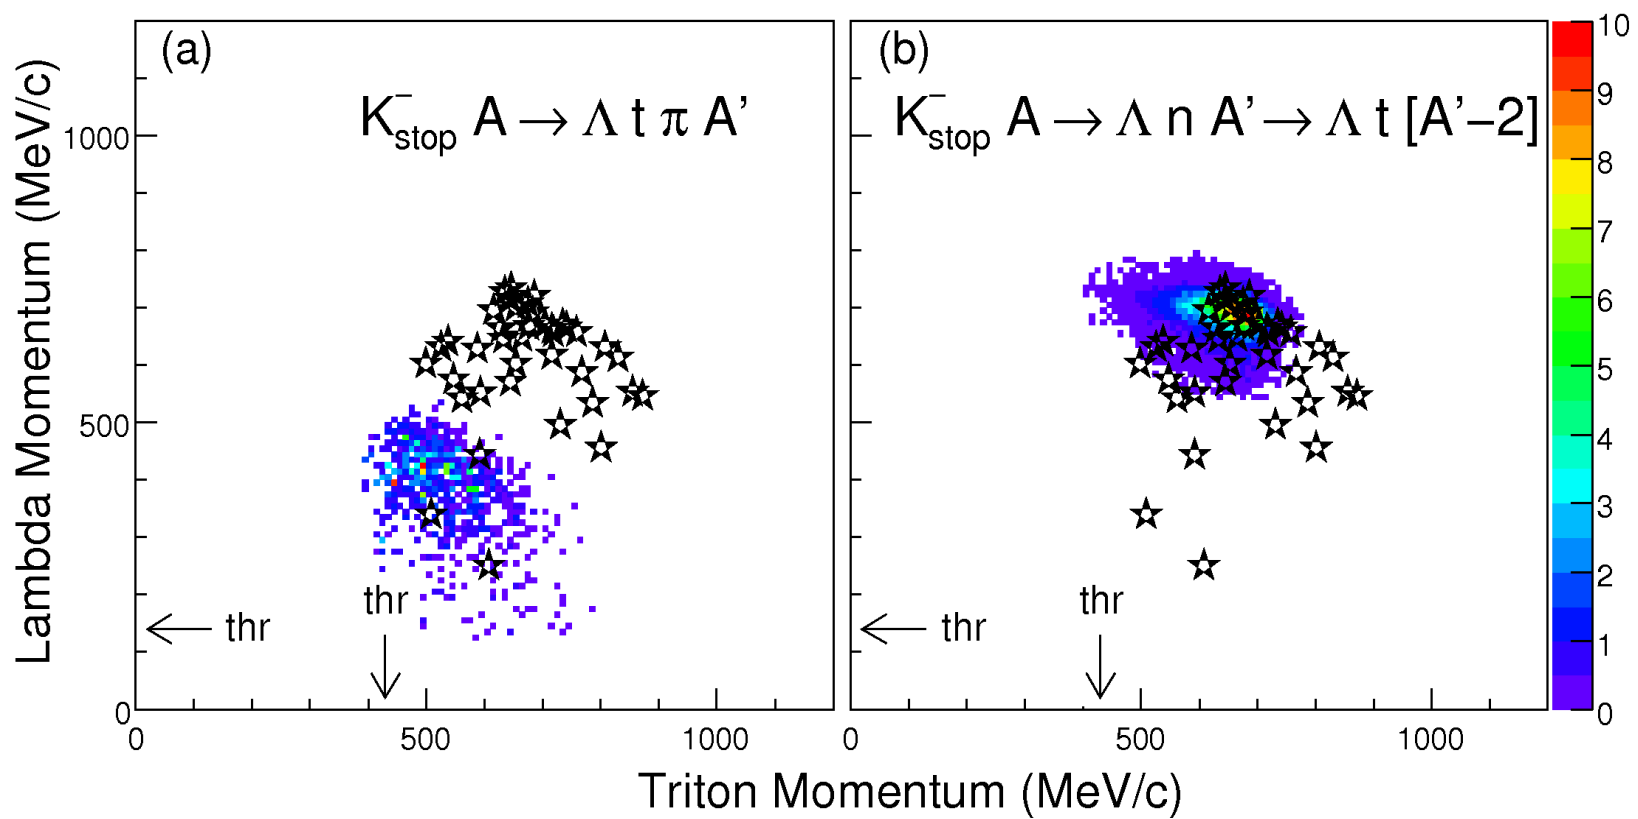 (a)
K⁻stop A → Λ t π A'
(b)
K⁻stop A → Λ n A' → Λ t [A'−2]
Lambda Momentum (MeV/c)
1000
500
0
thr
thr
thr
thr
0
500
1000
0
500
1000
Triton Momentum (MeV/c)
10
9
8
7
6
5
4
3
2
1
0